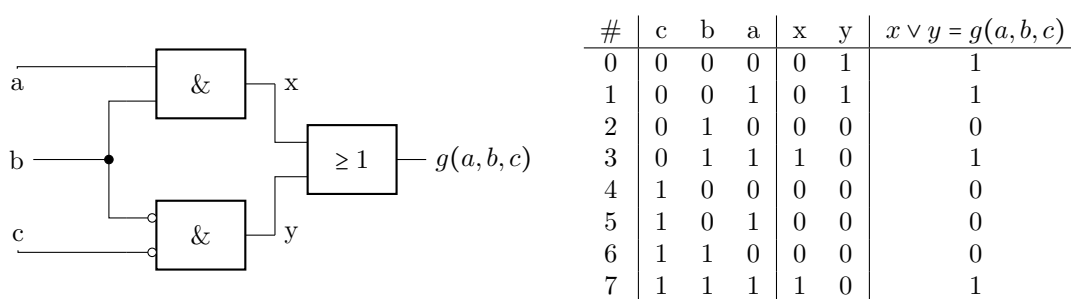 a
&
x
b
≥ 1
g(a, b, c)
c
&
y
# c b a x y x ∨ y = g(a, b, c)
0 0 0 0 0 1 1
1 0 0 1 0 1 1
2 0 1 0 0 0 0
3 0 1 1 1 0 1
4 1 0 0 0 0 0
5 1 0 1 0 0 0
6 1 1 0 0 0 0
7 1 1 1 1 0 1